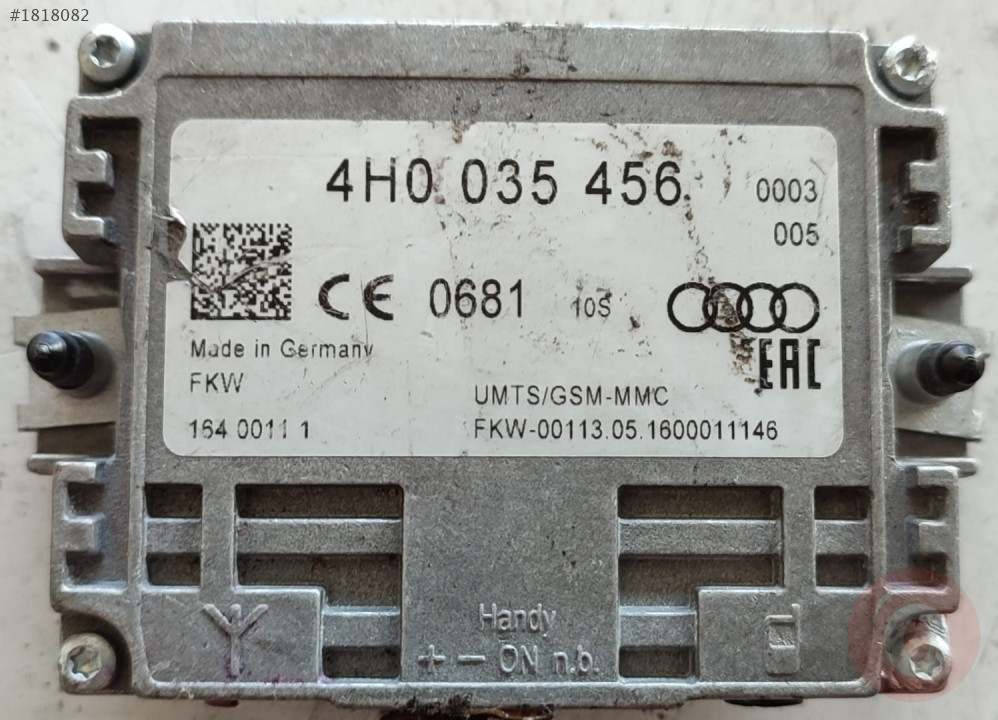 #1818082
4H0 035 456 0003
005
CE 0681 10S
EAC
Made in Germany
FKW
UMTS/GSM-MMC
164 0011 1
FKW-00113.05.1600011146
Handy
+ - ON n.b.